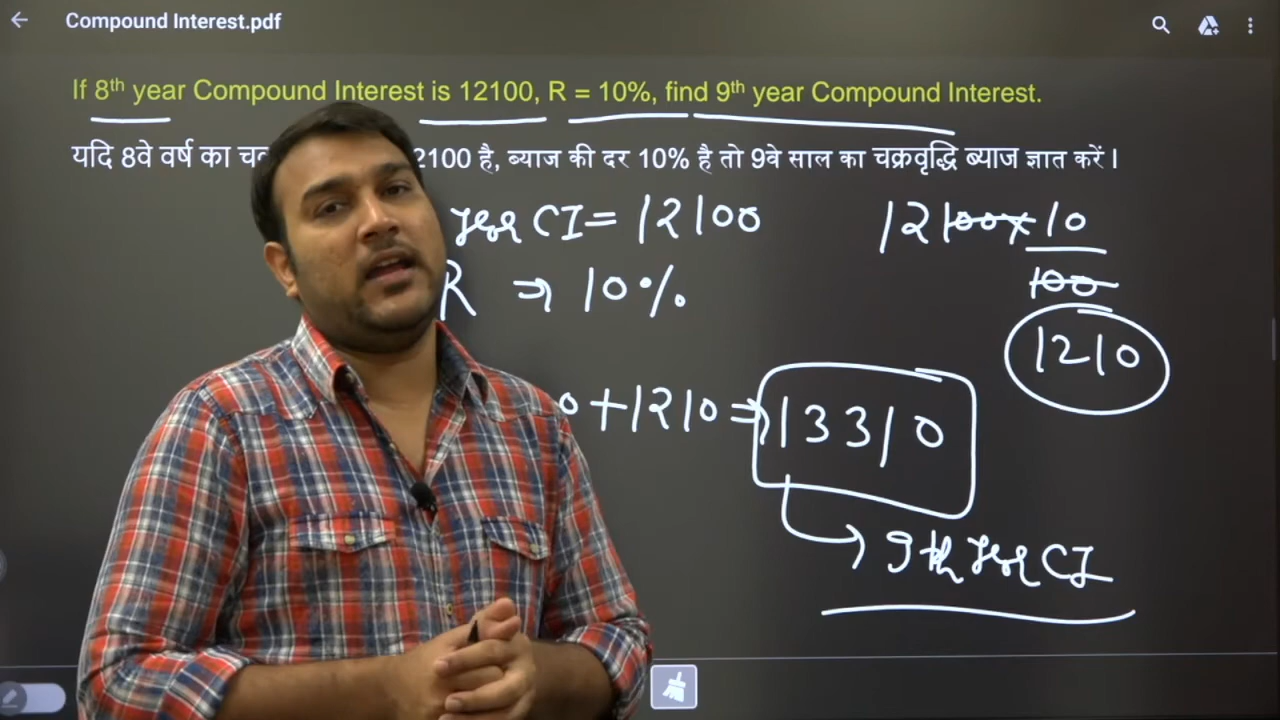 Compound Interest.pdf
If 8th year Compound Interest is 12100, R = 10%, find 9th year Compound Interest.
यदि 8वे वर्ष का 2100 है, ब्याज की दर 10% है तो 9वे साल का चक्रवृद्धि ब्याज ज्ञात करें ।
year CI = 12100
R ⇒ 10%
12100 x 10
100
1210
0 + 1210 ⇒ 13310
→ 9th year CI